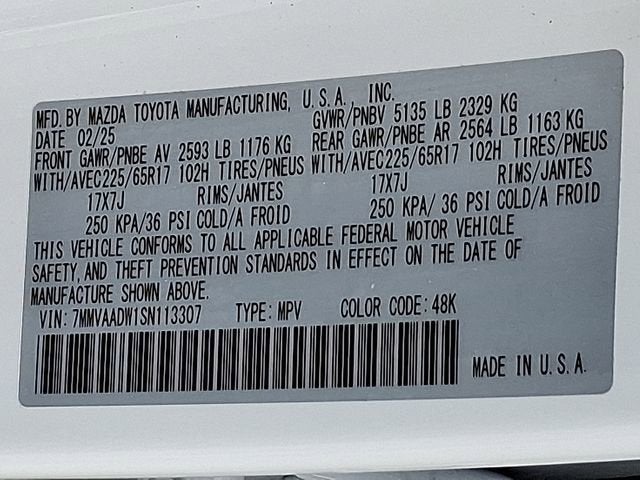 MFD. BY MAZDA TOYOTA MANUFACTURING, U.S.A. INC.
DATE 02/25 GVWR/PNBV 5135 LB 2329 KG
FRONT GAWR/PNBE AV 2593 LB 1176 KG REAR GAWR/PNBE AR 2564 LB 1163 KG
WITH/AVEC225/65R17 102H TIRES/PNEUS WITH/AVEC225/65R17 102H TIRES/PNEUS
17X7J RIMS/JANTES 17X7J RIMS/JANTES
250 KPA/36 PSI COLD/A FROID 250 KPA/ 36 PSI COLD/A FROID
THIS VEHICLE CONFORMS TO ALL APPLICABLE FEDERAL MOTOR VEHICLE
SAFETY, AND THEFT PREVENTION STANDARDS IN EFFECT ON THE DATE OF
MANUFACTURE SHOWN ABOVE.
VIN: 7MMVAADW1SN113307 TYPE: MPV COLOR CODE: 48K
MADE IN U.S.A.